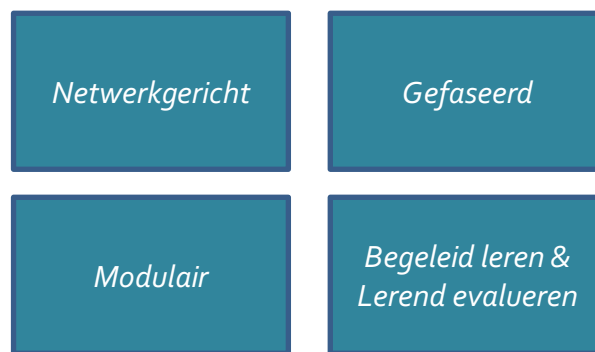 Netwerkgericht
Gefaseerd
Modulair
Begeleid leren &
Lerend evalueren